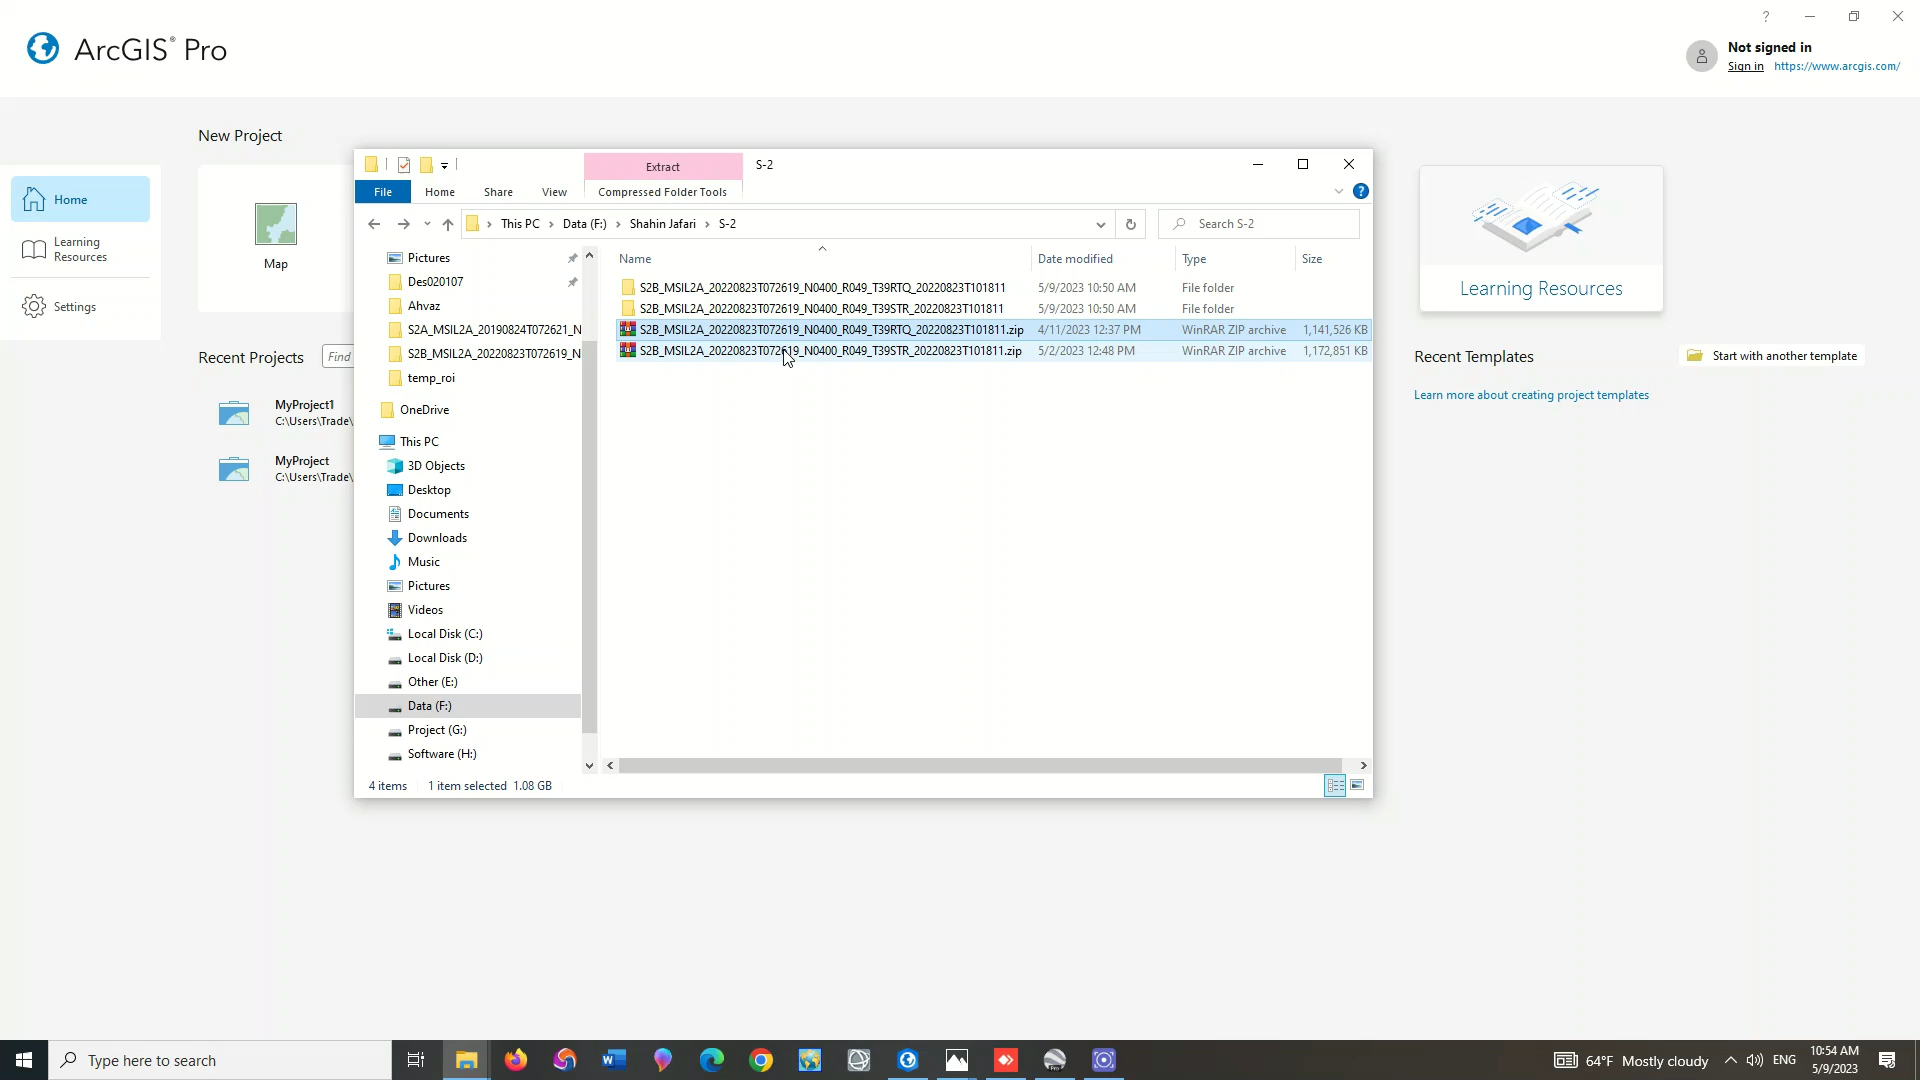 ArcGIS® Pro
?
Not signed in
Sign in https://www.arcgis.com/
New Project
Home
Learning
Resources
Settings
Map
Recent Projects
Find
MyProject1
C:\Users\Trade\
MyProject
C:\Users\Trade\
Extract
S-2
File
Home
Share
View
Compressed Folder Tools
?
This PC > Data (F:) > Shahin Jafari > S-2
Search S-2
Pictures
Des020107
Ahvaz
S2A_MSIL2A_20190824T072621_N
S2B_MSIL2A_20220823T072619_N
temp_roi
OneDrive
This PC
3D Objects
Desktop
Documents
Downloads
Music
Pictures
Videos
Local Disk (C:)
Local Disk (D:)
Other (E:)
Data (F:)
Project (G:)
Software (H:)
Name Date modified Type Size
S2B_MSIL2A_20220823T072619_N0400_R049_T39RTQ_20220823T101811 5/9/2023 10:50 AM File folder
S2B_MSIL2A_20220823T072619_N0400_R049_T39STR_20220823T101811 5/9/2023 10:50 AM File folder
S2B_MSIL2A_20220823T072619_N0400_R049_T39RTQ_20220823T101811.zip 4/11/2023 12:37 PM WinRAR ZIP archive 1,141,526 KB
S2B_MSIL2A_20220823T072619_N0400_R049_T39STR_20220823T101811.zip 5/2/2023 12:48 PM WinRAR ZIP archive 1,172,851 KB
4 items 1 item selected 1.08 GB
Learning Resources
Recent Templates
Start with another template
Learn more about creating project templates
Type here to search
64°F Mostly cloudy
ENG
10:54 AM
5/9/2023